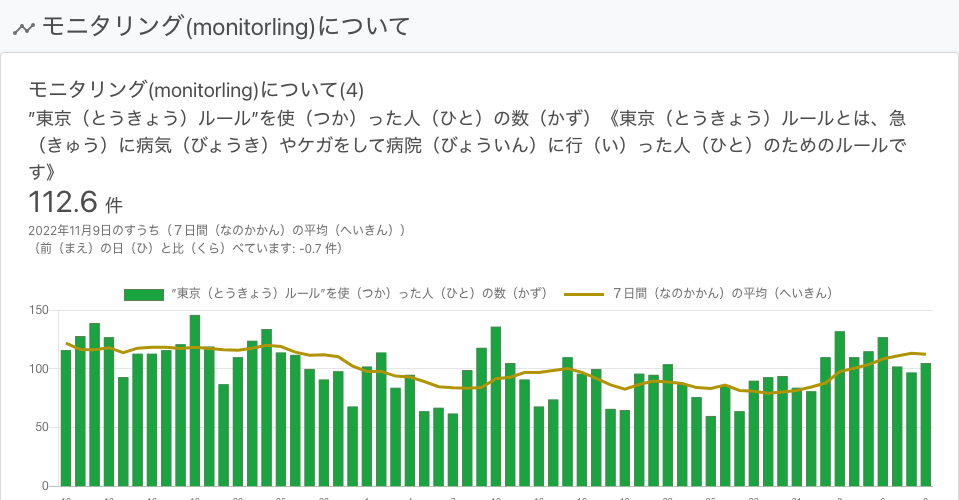 モニタリング(monitorling)について
モニタリング(monitorling)について(4)
”東京（とうきょう）ルール”を使（つか）った人（ひと）の数（かず）《東京（とうきょう）ルールとは、急
（きゅう）に病気（びょうき）やケガをして病院（びょういん）に行（い）った人（ひと）のためのルールで
す》
112.6 件
2022年11月9日のすうち（７日間（なのかかん）の平均（へいきん））
（前（まえ）の日（ひ）と比（くら）べています: -0.7 件）
”東京（とうきょう）ルール”を使（つか）った人（ひと）の数（かず） ７日間（なのかかん）の平均（へいきん）
150
100
50
0